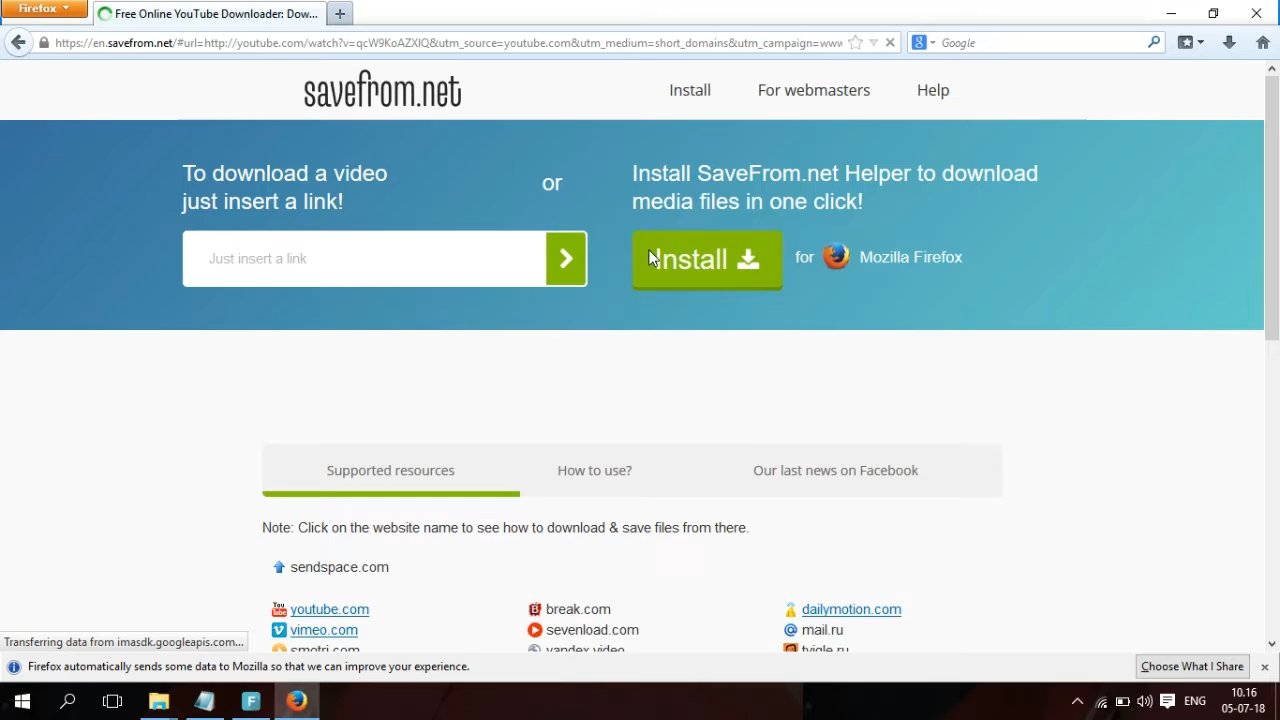 Firefox
Free Online YouTube Downloader: Dow...
https://en.savefrom.net/#url=http://youtube.com/watch?v=qcW9KoAZXIQ&utm_source=youtube.com&utm_medium=short_domains&utm_campaign=www
Google
savefrom.net
Install
For webmasters
Help
To download a video
just insert a link!
or
Install SaveFrom.net Helper to download
media files in one click!
Just insert a link
Install
for
Mozilla Firefox
Supported resources
How to use?
Our last news on Facebook
Note: Click on the website name to see how to download & save files from there.
sendspace.com
youtube.com
break.com
dailymotion.com
vimeo.com
sevenload.com
mail.ru
smotri.com
yandex.video
tvigle.ru
Transferring data from imasdk.googleapis.com...
Firefox automatically sends some data to Mozilla so that we can improve your experience.
Choose What I Share
ENG
10.16
05-07-18